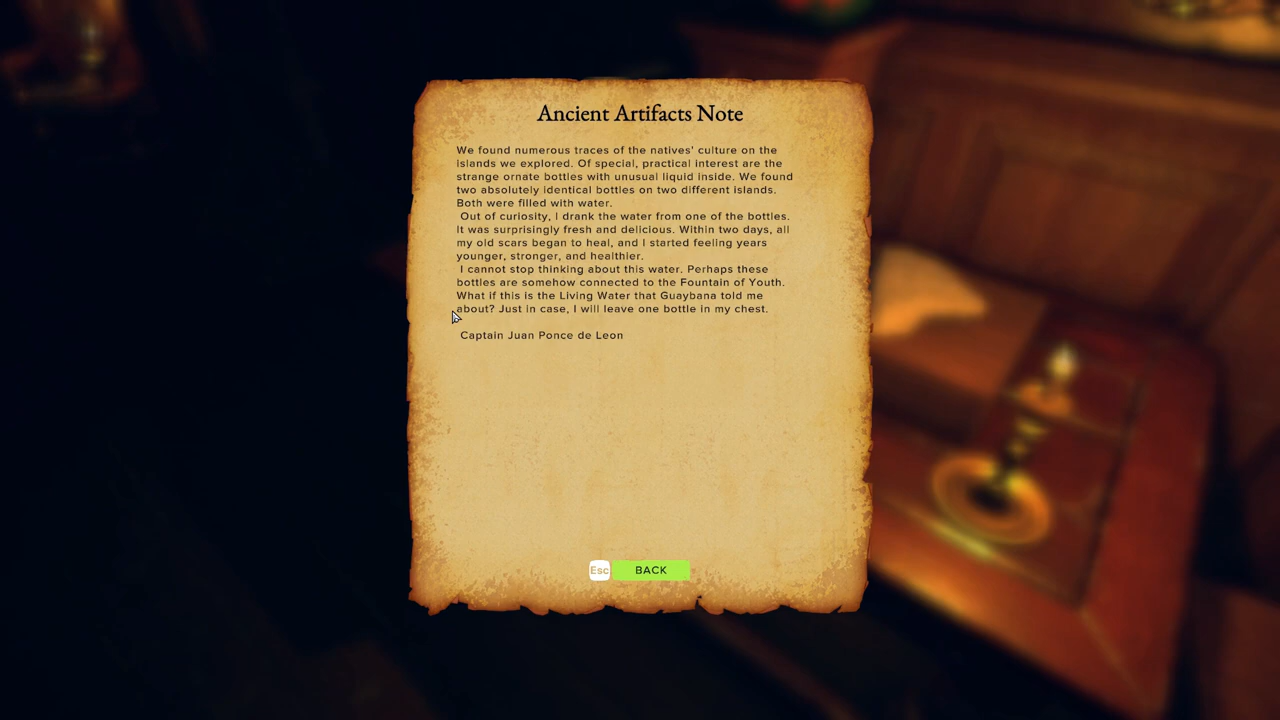 Ancient Artifacts Note
We found numerous traces of the natives' culture on the
islands we explored. Of special, practical interest are the
strange ornate bottles with unusual liquid inside. We found
two absolutely identical bottles on two different islands.
Both were filled with water.
Out of curiosity, I drank the water from one of the bottles.
It was surprisingly fresh and delicious. Within two days, all
my old scars began to heal, and I started feeling years
younger, stronger, and healthier.
I cannot stop thinking about this water. Perhaps these
bottles are somehow connected to the Fountain of Youth.
What if this is the Living Water that Guaybana told me
about? Just in case, I will leave one bottle in my chest.
Captain Juan Ponce de Leon
Esc BACK